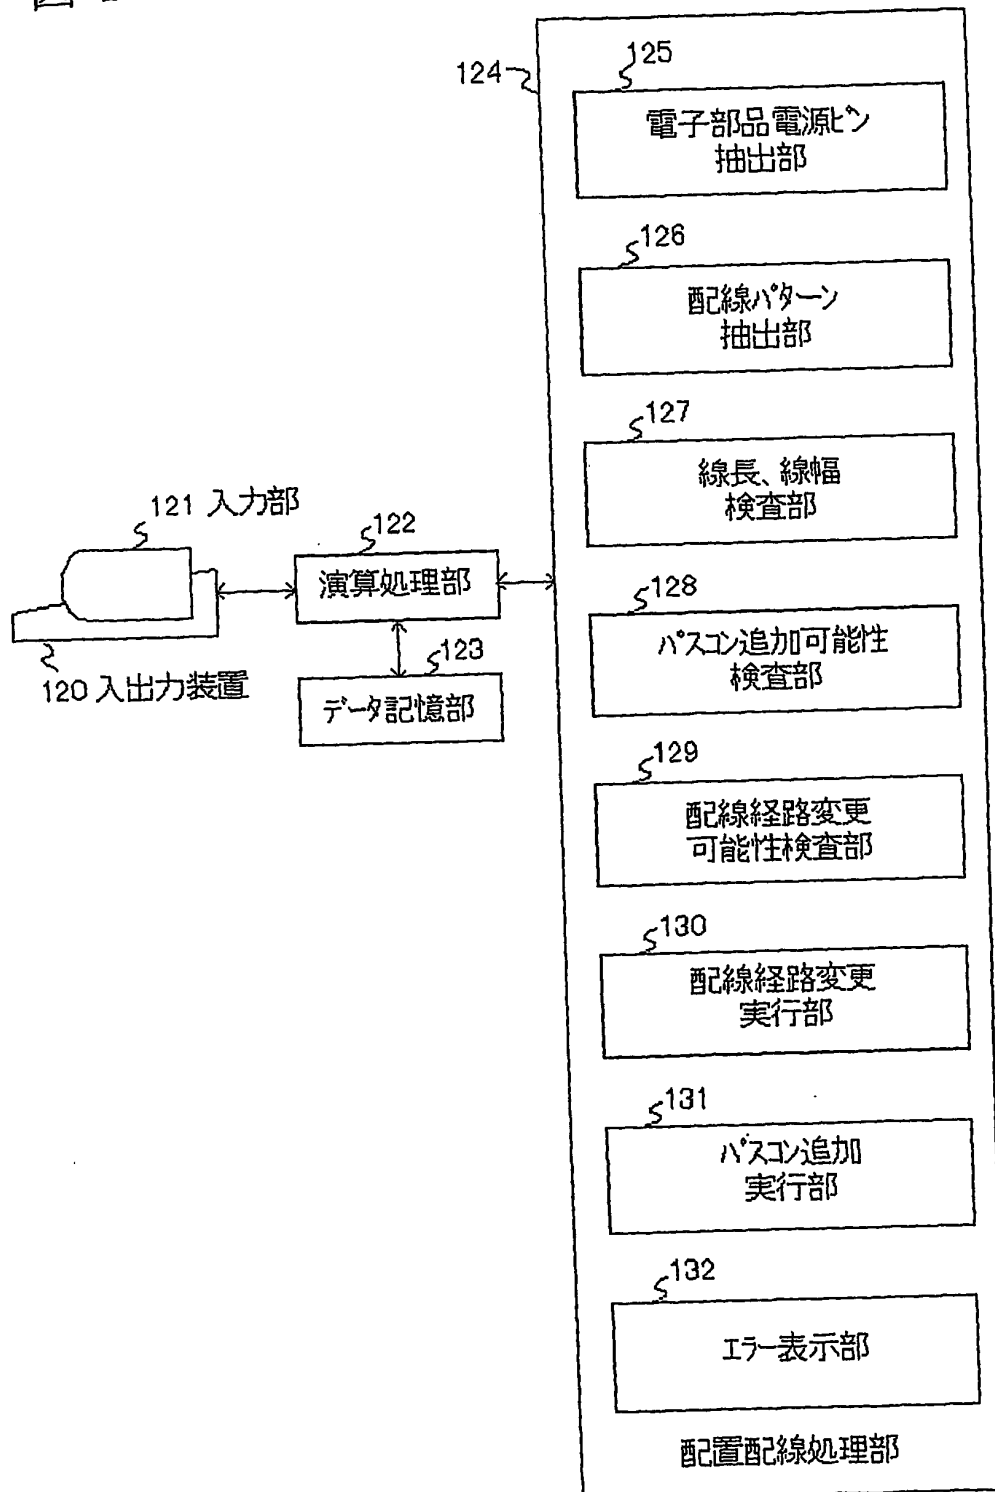 図
124
125
電子部品電源ピン
抽出部
126
配線パターン
抽出部
127
線長、線幅
検査部
128
パスコン追加可能性
検査部
129
配線経路変更
可能性検査部
130
配線経路変更
実行部
131
パスコン追加
実行部
132
エラー表示部
配置配線処理部
121 入力部
122
演算処理部
123
データ記憶部
120 入出力装置